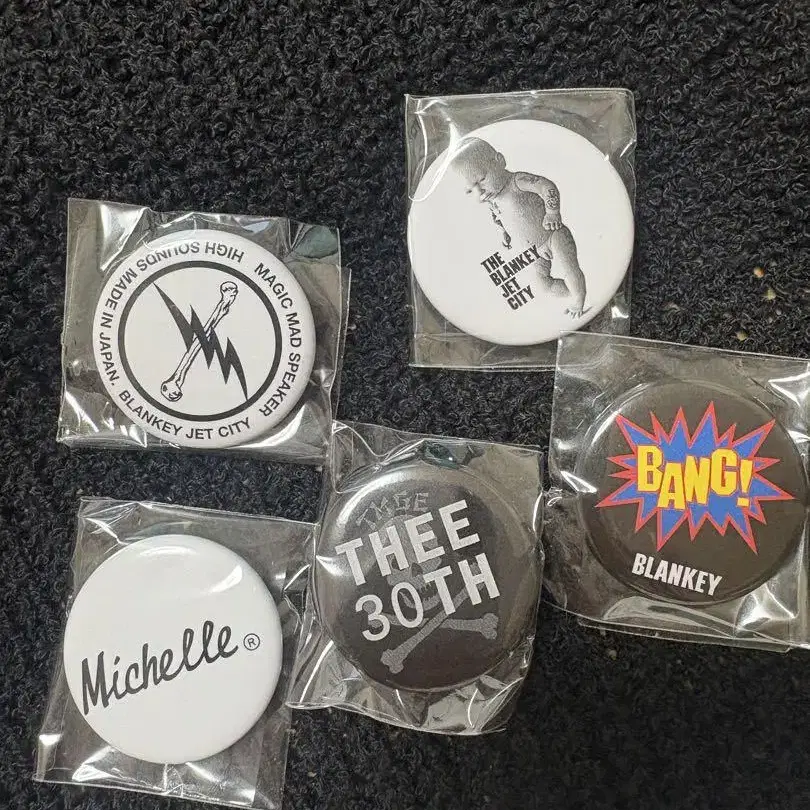 THE
BLANKEY
JET
CITY
HIGH SOUNDS MADE IN JAPAN. BLANKEY JET CITY MAGIC MAD SPEAKER
BANG!
BLANKEY
THEE
THEE
30TH
Michelle®